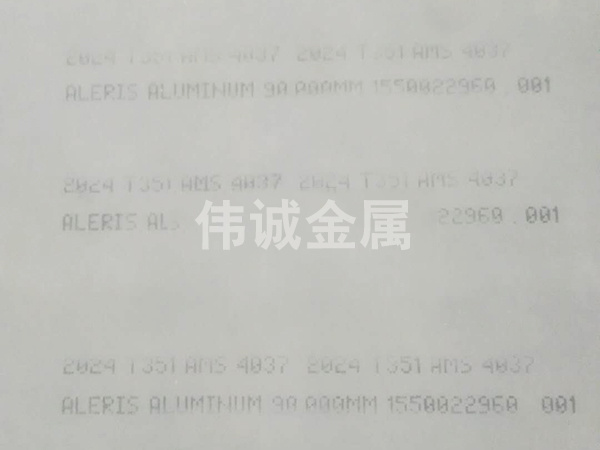 2024 T351 AMS 4037 2024 T351 AMS 4037
ALERIS ALUMINUM 90.000MM 1550022960.001
2024 T351 AMS 4037 2024 T351 AMS 4037
ALERIS 22960.001
伟诚金属
2024 T351 AMS 4037 2024 T351 AMS 4037
ALERIS ALUMINUM 90 000MM 1550022960 001